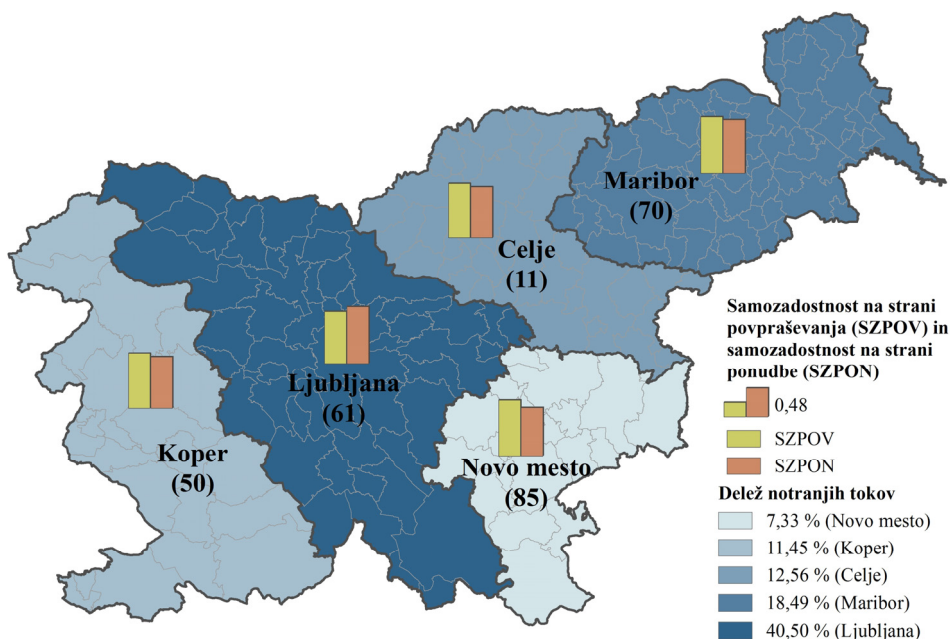 Maribor
(70)
Celje
(11)
Ljubljana
(61)
Koper
(50)
Novo mesto
(85)
Samozadostnost na strani
povpraševanja (SZPOV) in
samozadostnost na strani
ponudbe (SZPON)
0,48
SZPOV
SZPON
Delež notranjih tokov
7,33 % (Novo mesto)
11,45 % (Koper)
12,56 % (Celje)
18,49 % (Maribor)
40,50 % (Ljubljana)